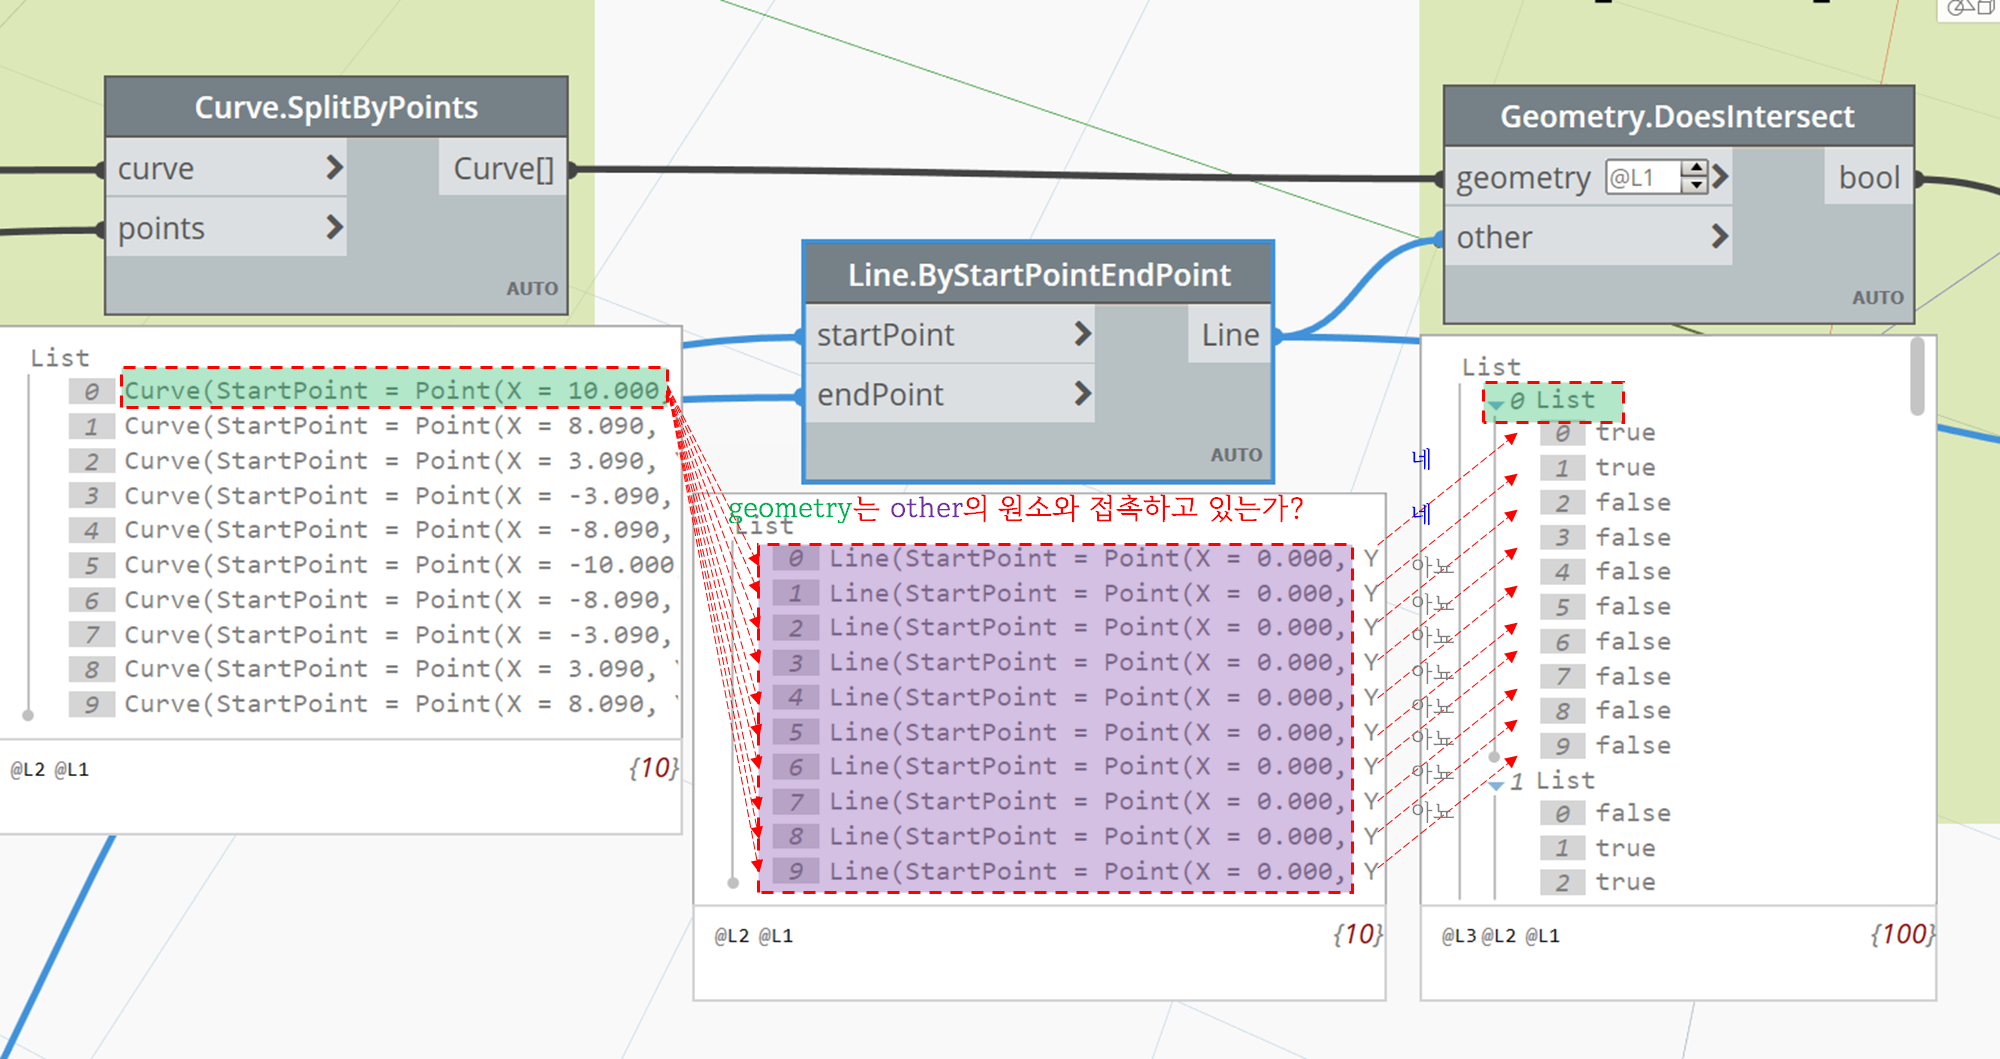 Curve.SplitByPoints
curve
points
Curve[]
AUTO
Line.ByStartPointEndPoint
startPoint
endPoint
Line
AUTO
Geometry.DoesIntersect
geometry @L1
other
bool
AUTO
List
0 Curve(StartPoint = Point(X = 10.000,
1 Curve(StartPoint = Point(X = 8.090,
2 Curve(StartPoint = Point(X = 3.090,
3 Curve(StartPoint = Point(X = -3.090,
4 Curve(StartPoint = Point(X = -8.090,
5 Curve(StartPoint = Point(X = -10.000
6 Curve(StartPoint = Point(X = -8.090,
7 Curve(StartPoint = Point(X = -3.090,
8 Curve(StartPoint = Point(X = 3.090,
9 Curve(StartPoint = Point(X = 8.090,
@L2 @L1
{10}
geometry는 other의 원소와 접촉하고 있는가?
List
0 Line(StartPoint = Point(X = 0.000, Y
1 Line(StartPoint = Point(X = 0.000, Y
2 Line(StartPoint = Point(X = 0.000, Y
3 Line(StartPoint = Point(X = 0.000, Y
4 Line(StartPoint = Point(X = 0.000, Y
5 Line(StartPoint = Point(X = 0.000, Y
6 Line(StartPoint = Point(X = 0.000, Y
7 Line(StartPoint = Point(X = 0.000, Y
8 Line(StartPoint = Point(X = 0.000, Y
9 Line(StartPoint = Point(X = 0.000, Y
@L2 @L1
{10}
네
네
아뇨
아뇨
아뇨
아뇨
아뇨
아뇨
아뇨
아뇨
List
0 List
0 true
1 true
2 false
3 false
4 false
5 false
6 false
7 false
8 false
9 false
1 List
0 false
1 true
2 true
@L3 @L2 @L1
{100}